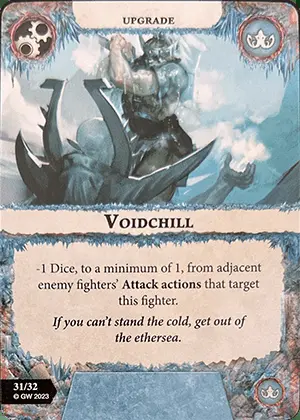 UPGRADE
VOIDCHILL
-1 Dice, to a minimum of 1, from adjacent
enemy fighters' Attack actions that target
this fighter.
If you can't stand the cold, get out of
the ethersea.
31/32
© GW 2023